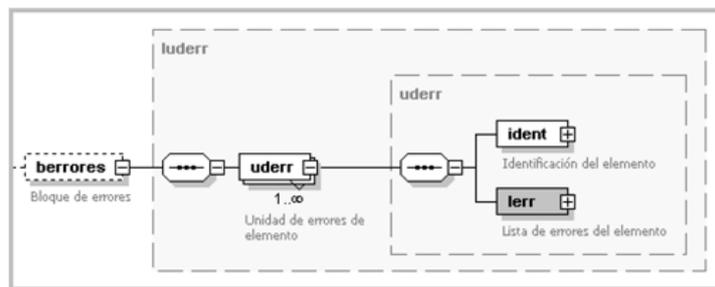 luderr
uderr
berrores
Bloque de errores
uderr
1..∞
Unidad de errores de
elemento
ident
Identificación del elemento
lerr
Lista de errores del elemento